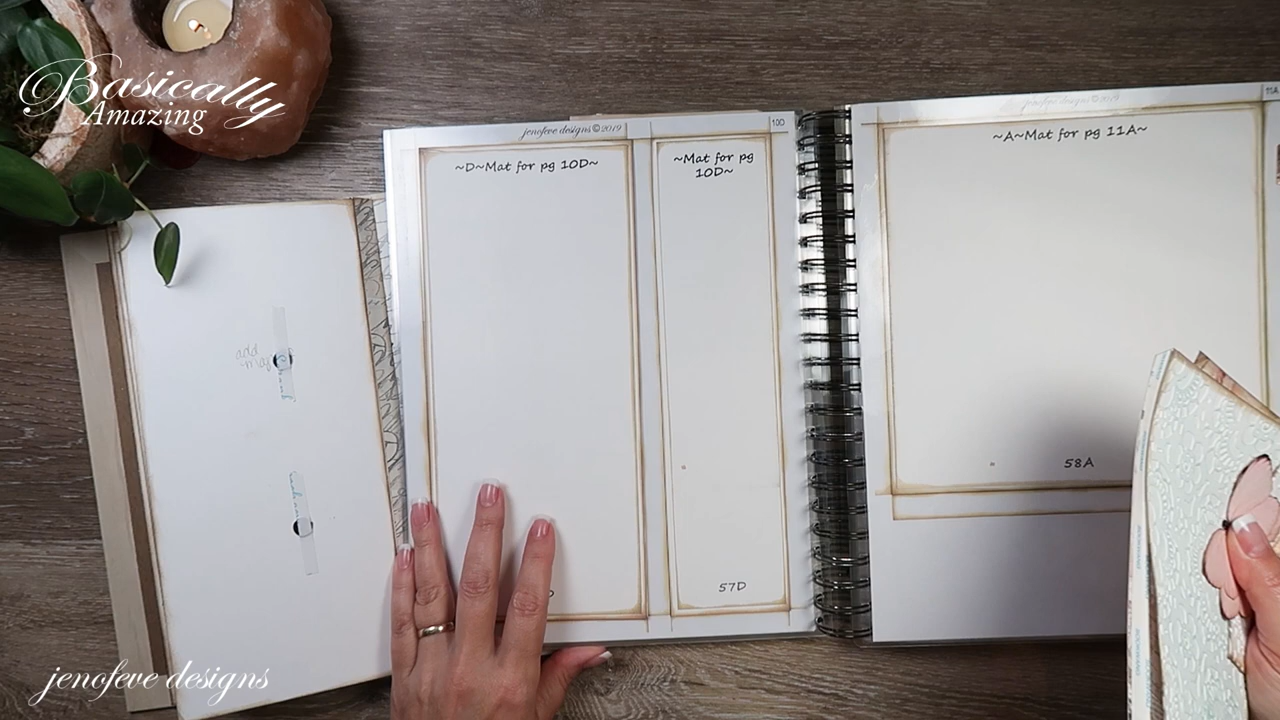 Basically
Amazing
jenofeve designs©2019
10D
~D~Mat for pg 10D~
~Mat for pg
10D~
57D
jenofeve designs©2019
11A
~A~Mat for pg 11A~
58A
add
jenofeve designs